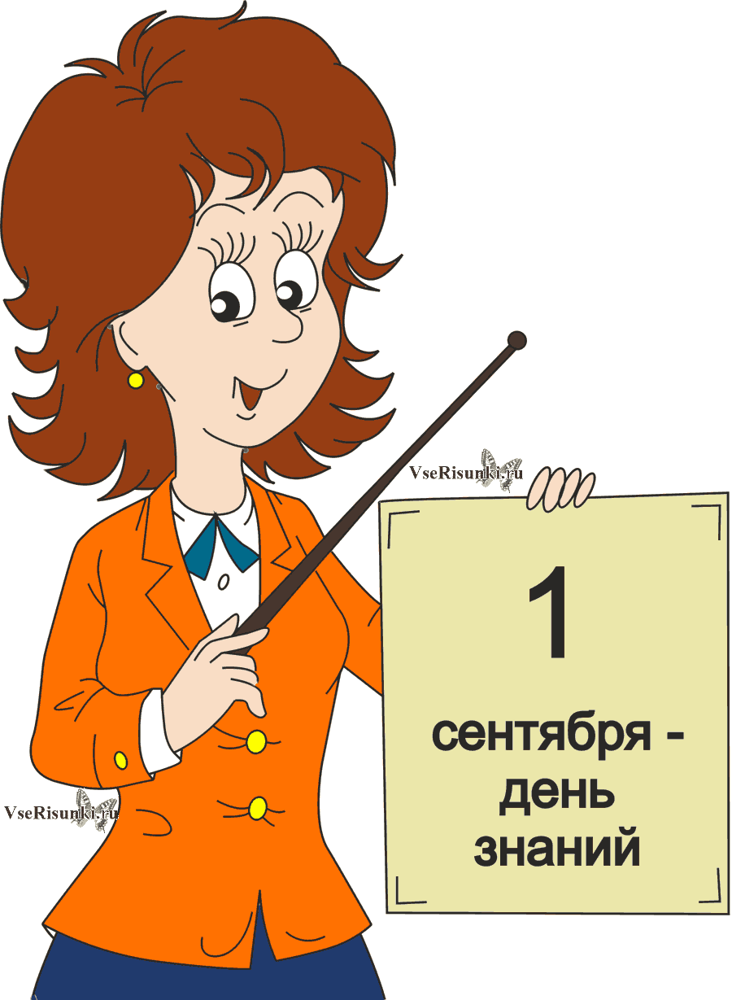 VseRisunki.ru
1
сентября -
день
знаний
VseRisunki.ru